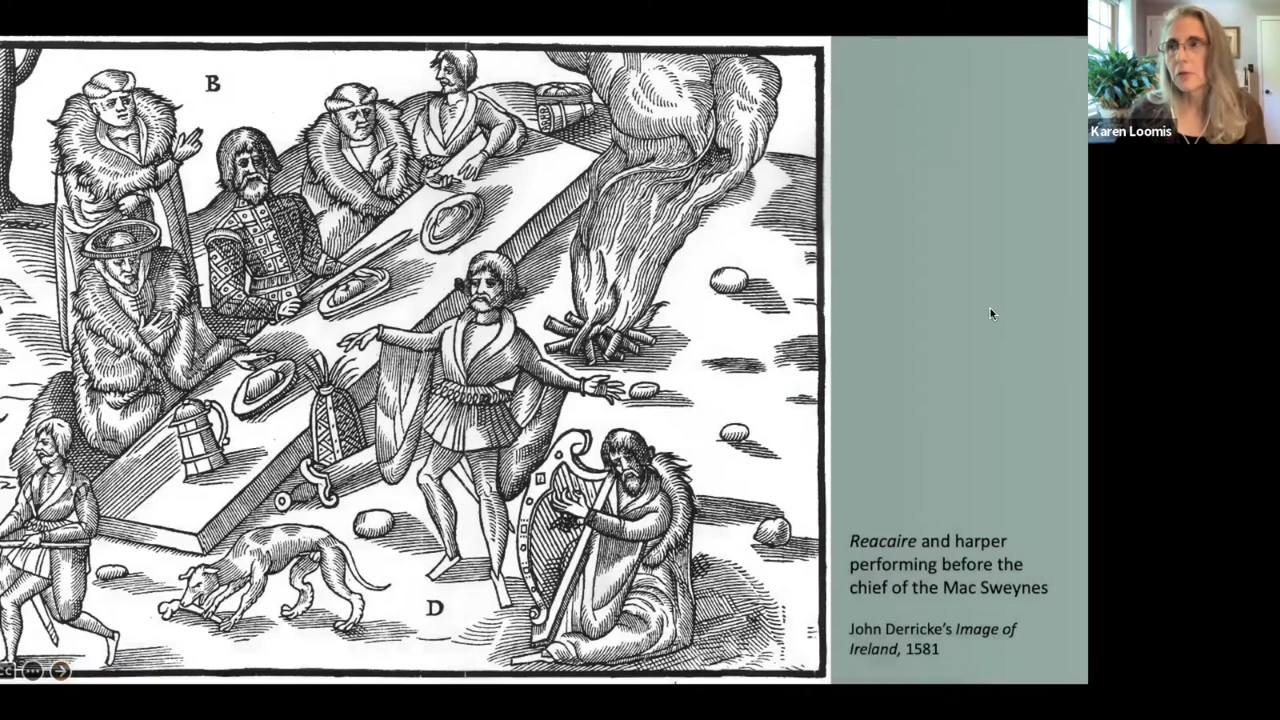 B
D
Reacaire and harper
performing before the
chief of the Mac Sweynes
John Derricke's Image of
Ireland, 1581
Karen Loomis